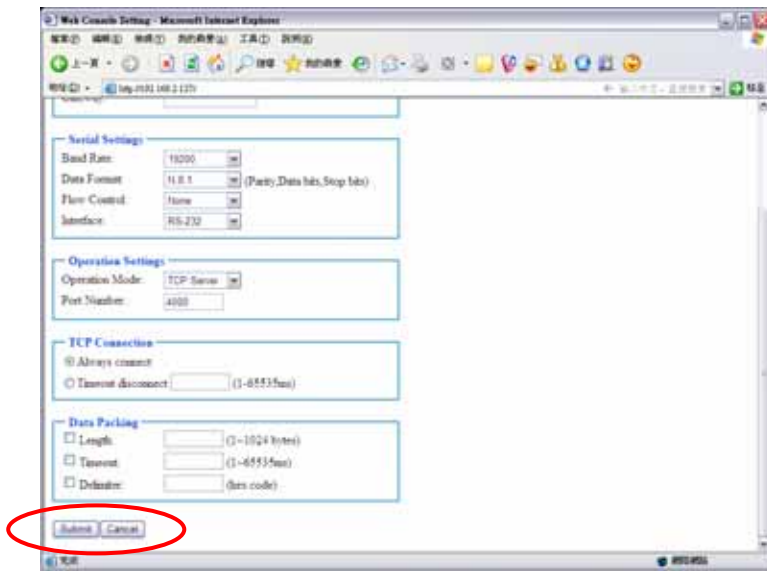 Web Console Setting - Microsoft Internet Explorer
Gateway:
Serial Settings
Baud Rate: 19200
Data Format: N.8.1 (Parity,Data bits,Stop bits)
Flow Control: None
Interface: RS-232
Operation Settings
Operation Mode: TCP Server
Port Number: 4000
TCP Connection
Always connect
Timeout disconnect: (1~65535ms)
Data Packing
Length: (1~1024 bytes)
Timeout: (1~65535ms)
Delimiter: (hex code)
Submit Cancel
完成